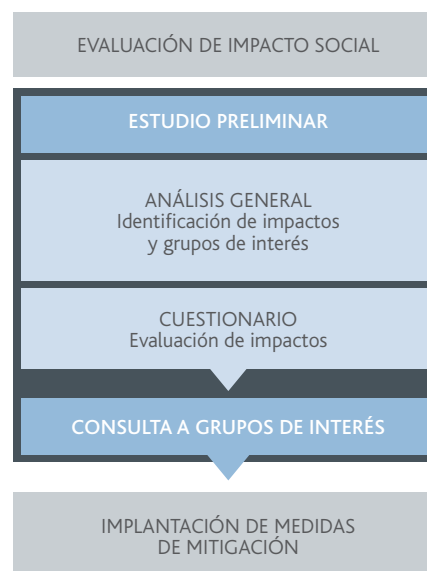 EVALUACIÓN DE IMPACTO SOCIAL
ESTUDIO PRELIMINAR
ANÁLISIS GENERAL
Identificación de impactos
y grupos de interés
CUESTIONARIO
Evaluación de impactos
CONSULTA A GRUPOS DE INTERÉS
IMPLANTACIÓN DE MEDIDAS
DE MITIGACIÓN